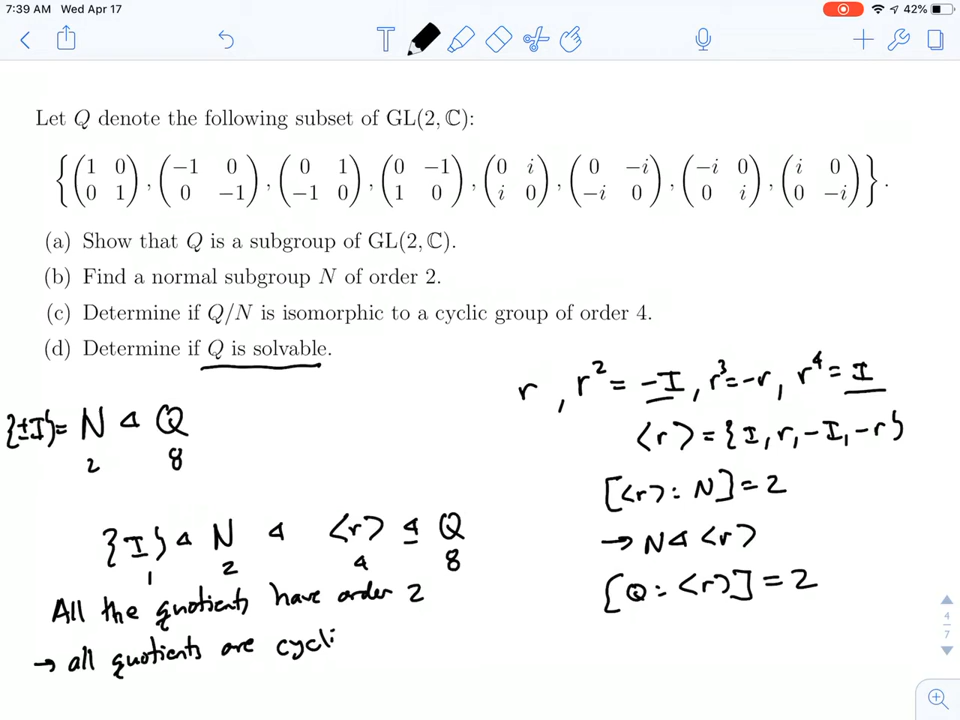 7:39 AM Wed Apr 17 42%
T
Let Q denote the following subset of GL(2, ℂ):
{(1 0; 0 1), (−1 0; 0 −1), (0 1; −1 0), (0 −1; 1 0), (0 i; i 0), (0 −i; −i 0), (−i 0; 0 i), (i 0; 0 −i)}.
(a) Show that Q is a subgroup of GL(2, ℂ).
(b) Find a normal subgroup N of order 2.
(c) Determine if Q/N is isomorphic to a cyclic group of order 4.
(d) Determine if Q is solvable.
r, r² = −I, r³ = −r, r⁴ = I
{±I} = N ◁ Q
2 8
⟨r⟩ = {I, r, −I, −r}
[⟨r⟩ : N] = 2
{I} ◁ N ◁ ⟨r⟩ ⊴ Q
1 2 4 8
→ N ◁ ⟨r⟩
[Q : ⟨r⟩] = 2
All the quotients have order 2
→ all quotients are cycli
4
7